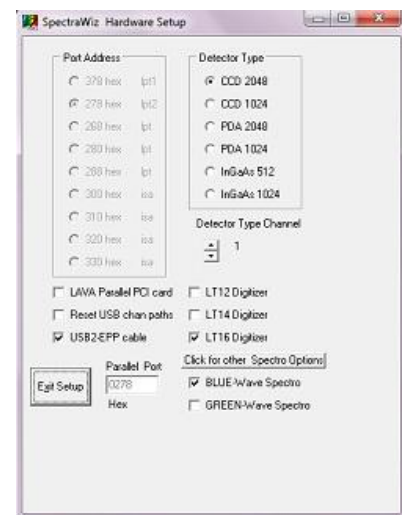 SpectraWiz Hardware Setup
Port Address
378 hex lpt1
278 hex lpt2
268 hex lpt
280 hex lpt
288 hex lpt
300 hex isa
310 hex isa
320 hex isa
330 hex isa
Detector Type
CCD 2048
CCD 1024
PDA 2048
PDA 1024
InGaAs 512
InGaAs 1024
Detector Type Channel
1
LAVA Parallel PCI card
Reset USB chan paths
USB2-EPP cable
LT12 Digitizer
LT14 Digitizer
LT16 Digitizer
Click for other Spectro Options
BLUE-Wave Spectro
GREEN-Wave Spectro
Exit Setup
Parallel Port
0278
Hex